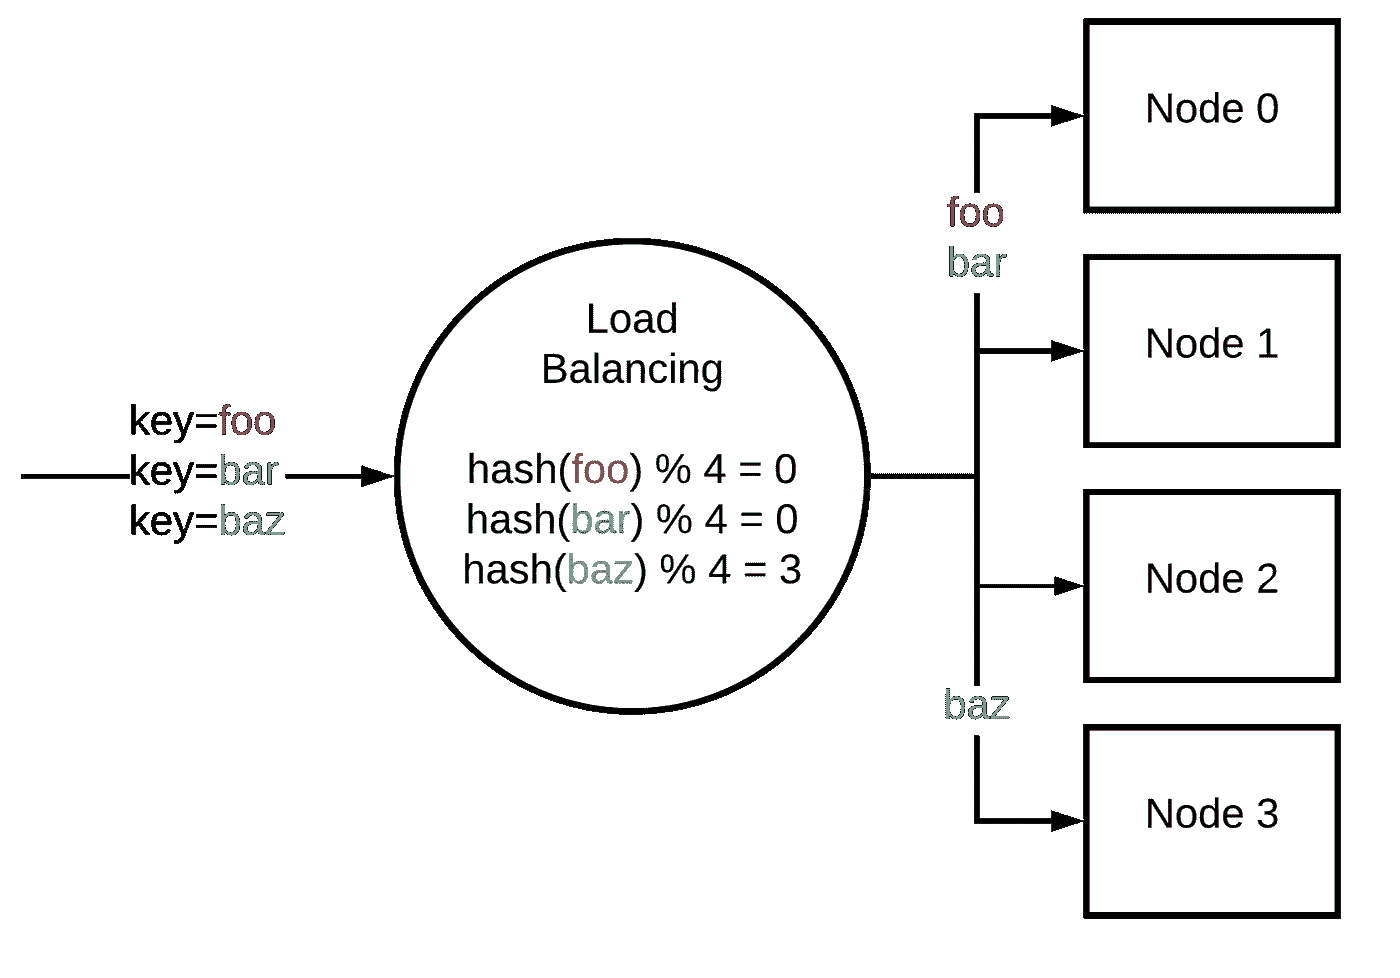 key=foo
key=bar
key=baz
Load
Balancing
hash(foo) % 4 = 0
hash(bar) % 4 = 0
hash(baz) % 4 = 3
foo
bar
baz
Node 0
Node 1
Node 2
Node 3